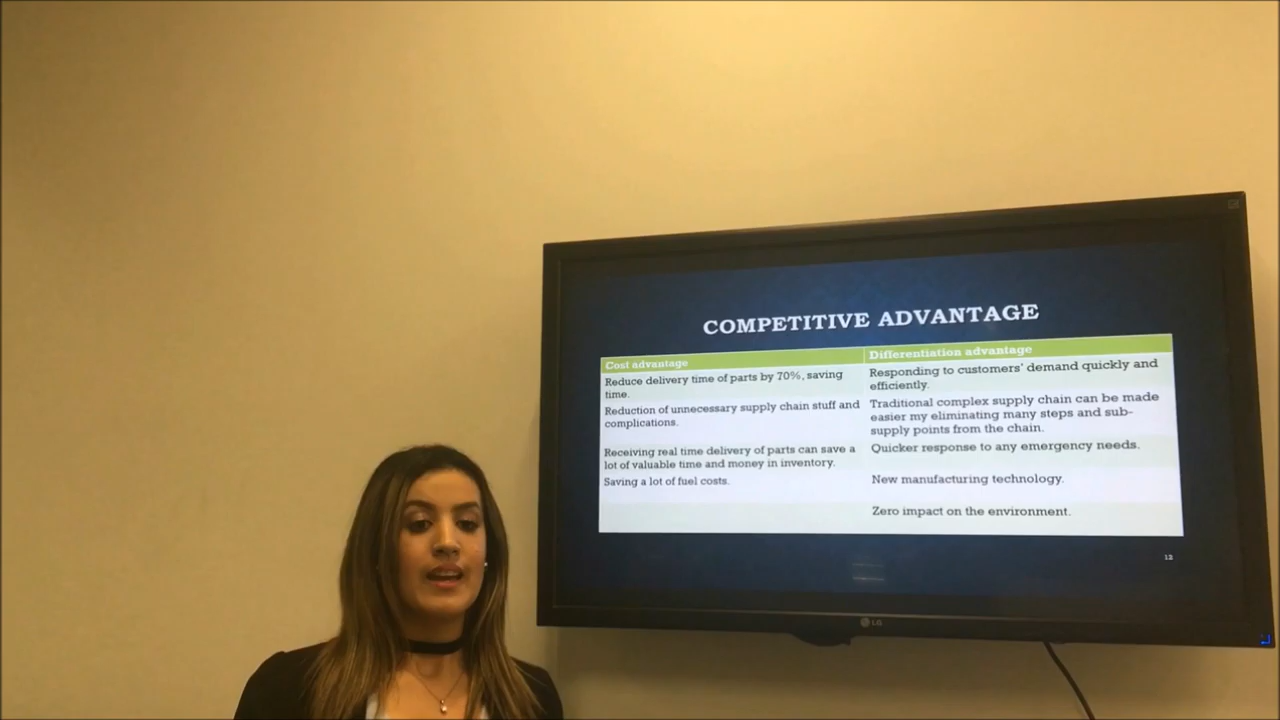 COMPETITIVE ADVANTAGE
Cost advantage
Differentiation advantage
Reduce delivery time of parts by 70%, saving
time.
Responding to customers' demand quickly and
efficiently.
Reduction of unnecessary supply chain stuff and
complications.
Traditional complex supply chain can be made
easier my eliminating many steps and sub-
supply points from the chain.
Receiving real time delivery of parts can save a
lot of valuable time and money in inventory.
Quicker response to any emergency needs.
Saving a lot of fuel costs.
New manufacturing technology.
Zero impact on the environment.
12
LG